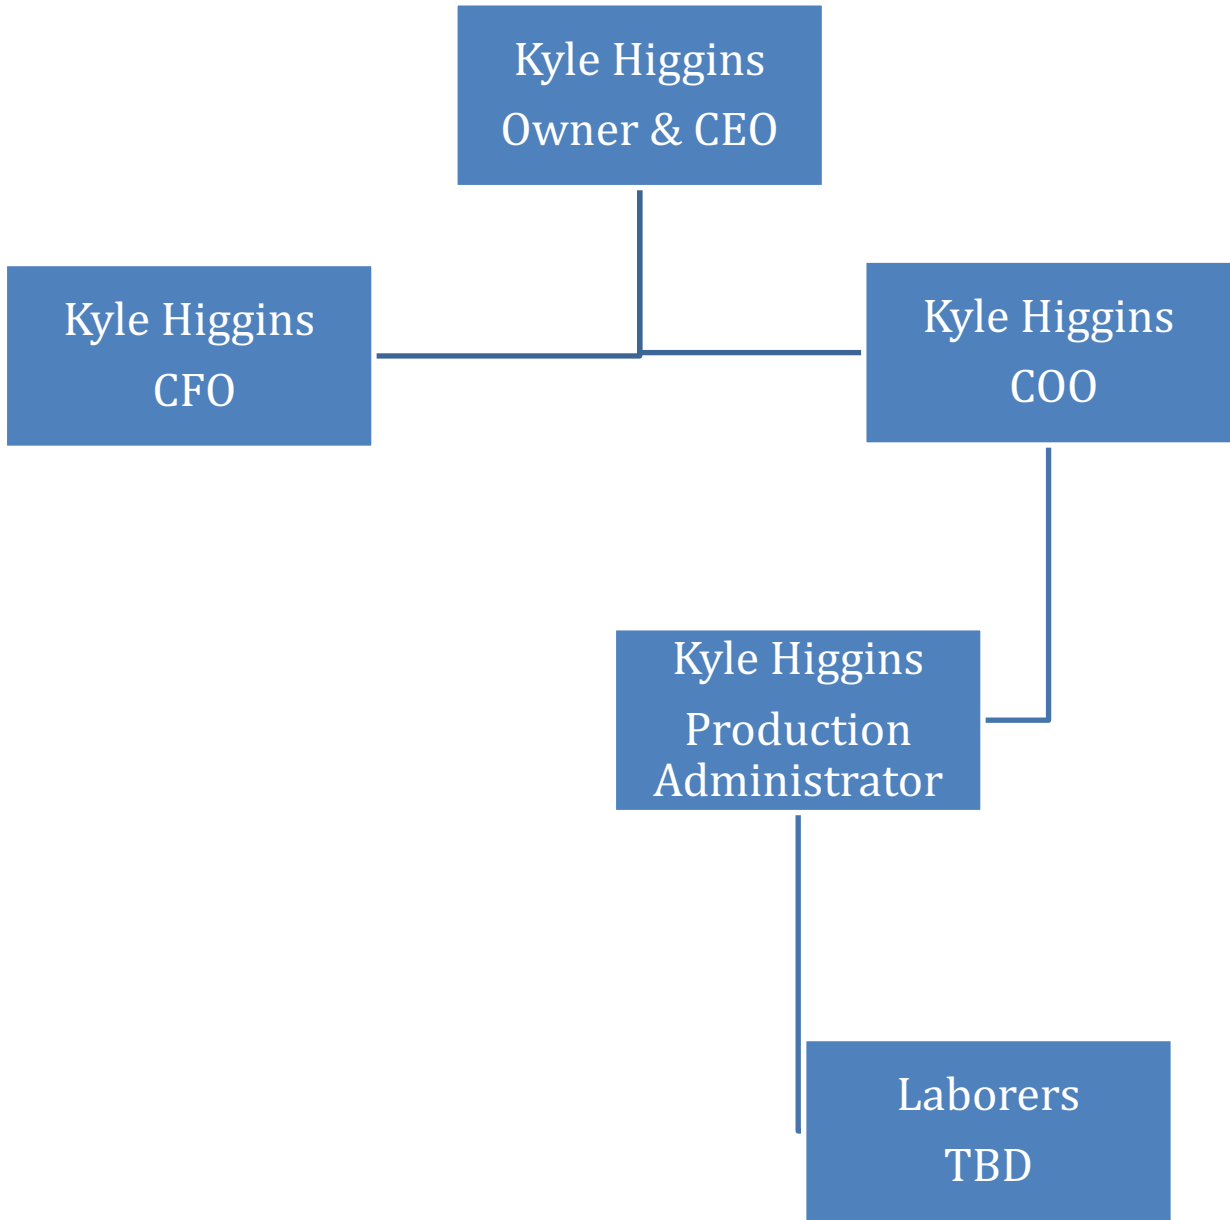 Kyle Higgins
Owner & CEO
Kyle Higgins
CFO
Kyle Higgins
COO
Kyle Higgins
Production
Administrator
Laborers
TBD